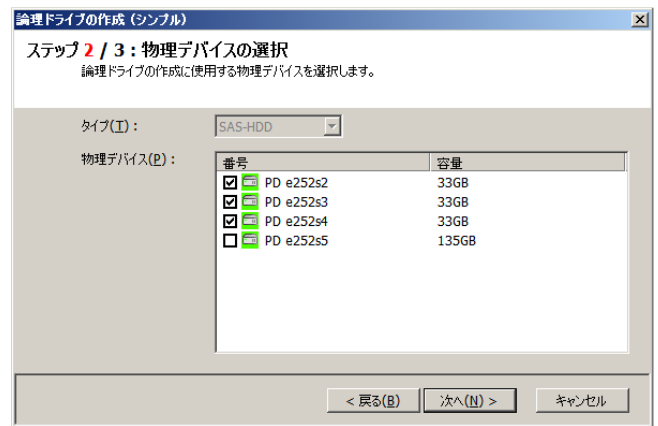 論理ドライブの作成 (シンプル)
ステップ 2 / 3 : 物理デバイスの選択
論理ドライブの作成に使用する物理デバイスを選択します。
タイプ(T) : SAS-HDD
物理デバイス(P) :
番号 容量
PD e252s2 33GB
PD e252s3 33GB
PD e252s4 33GB
PD e252s5 135GB
< 戻る(B) 次へ(N) > キャンセル